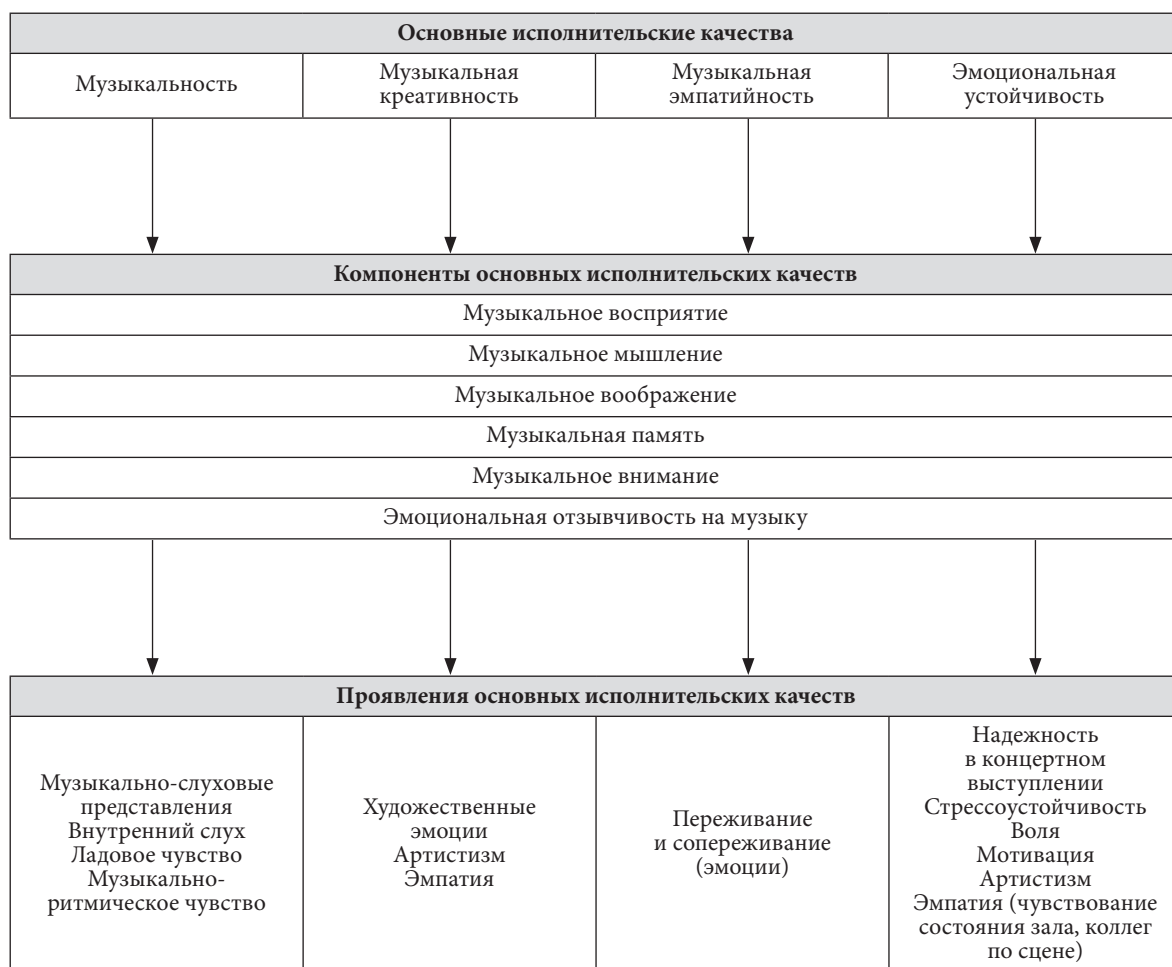 Основные исполнительские качества
Музыкальность
Музыкальная
креативность
Музыкальная
эмпатийность
Эмоциональная
устойчивость
Компоненты основных исполнительских качеств
Музыкальное восприятие
Музыкальное мышление
Музыкальное воображение
Музыкальная память
Музыкальное внимание
Эмоциональная отзывчивость на музыку
Проявления основных исполнительских качеств
Музыкально-слуховые
представления
Внутренний слух
Ладовое чувство
Музыкально-
ритмическое чувство
Художественные
эмоции
Артистизм
Эмпатия
Переживание
и сопереживание
(эмоции)
Надежность
в концертном
выступлении
Стрессоустойчивость
Воля
Мотивация
Артистизм
Эмпатия (чувствование
состояния зала, коллег
по сцене)